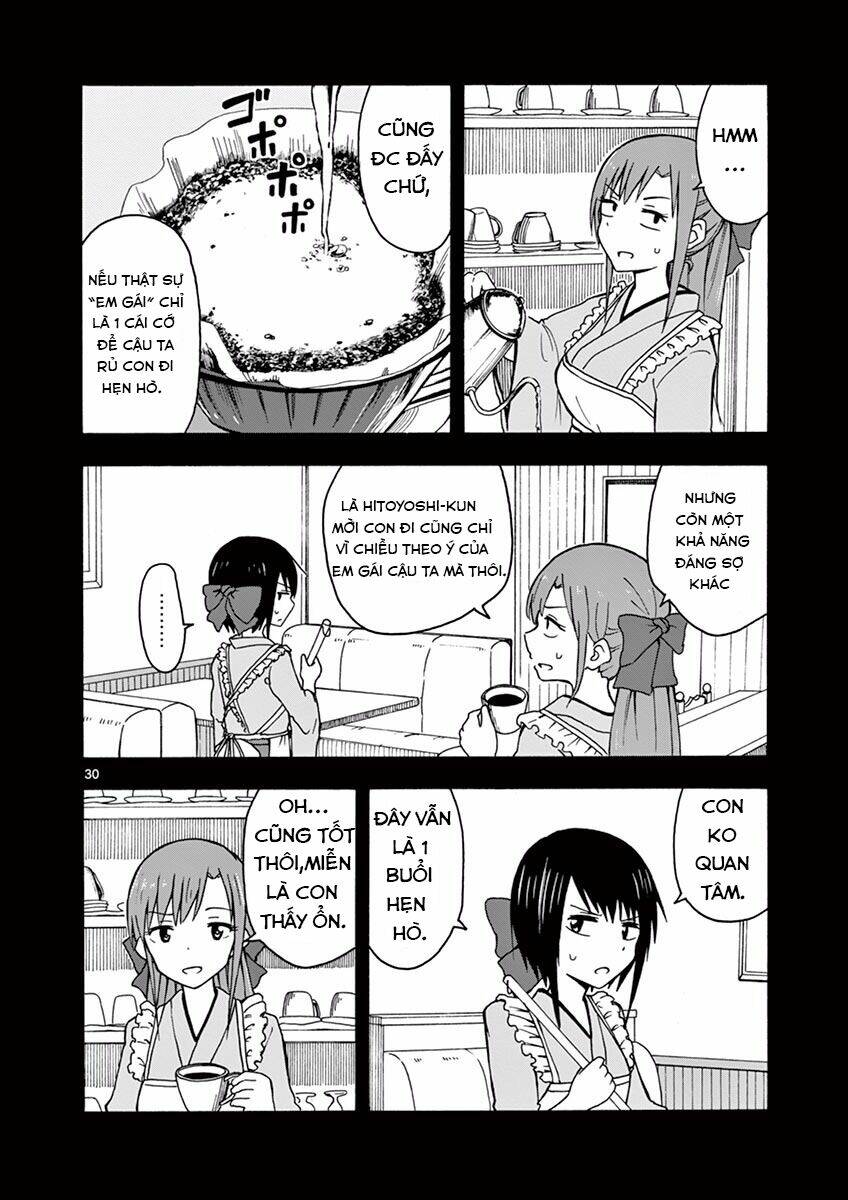 HMM
...
CŨNG
ĐC ĐẤY
CHỨ,
ゴポポポポ
NẾU THẬT SỰ
"EM GÁI" CHỈ
LÀ 1 CÁI CỚ
ĐỂ CẬU TA
RỦ CON ĐI
HẸN HÒ.
NHƯNG
CÒN MỘT
KHẢ NĂNG
ĐÁNG SỢ
KHÁC
LÀ HITOYOSHI-KUN
MỜI CON ĐI CŨNG CHỈ
VÌ CHIỀU THEO Ý CỦA
EM GÁI CẬU TA MÀ THÔI.
........
30
CON
KO
QUAN
TÂM.
ĐÂY VẪN
LÀ 1
BUỔI
HẸN
HÒ.
OH...
CŨNG TỐT
THÔI,MIỄN
LÀ CON
THẤY ỔN.